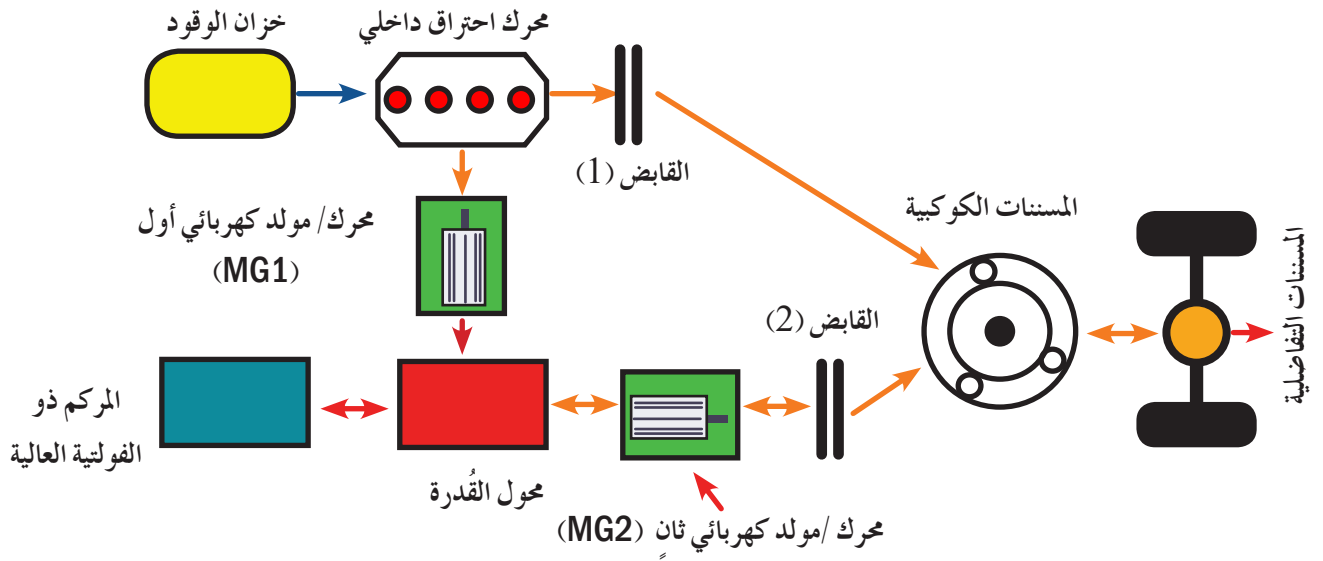 خزان الوقود
محرك احتراق داخلي
القابض (1)
محرك/ مولد كهربائي أول
(MG1)
المسننات الكوكبية
المسننات التفاضلية
القابض (2)
المركم ذو
الفولتية العالية
محول القُدرة
محرك /مولد كهربائي ثانٍ (MG2)